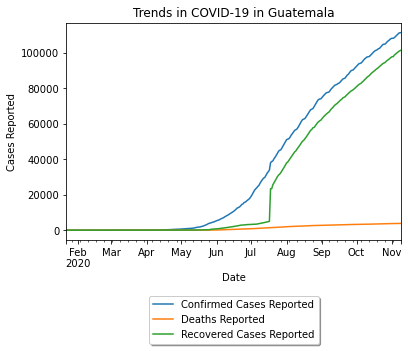 Trends in COVID-19 in Guatemala
100000
80000
60000
40000
20000
0
Cases Reported
Feb Mar Apr May Jun Jul Aug Sep Oct Nov
2020
Date
Confirmed Cases Reported
Deaths Reported
Recovered Cases Reported